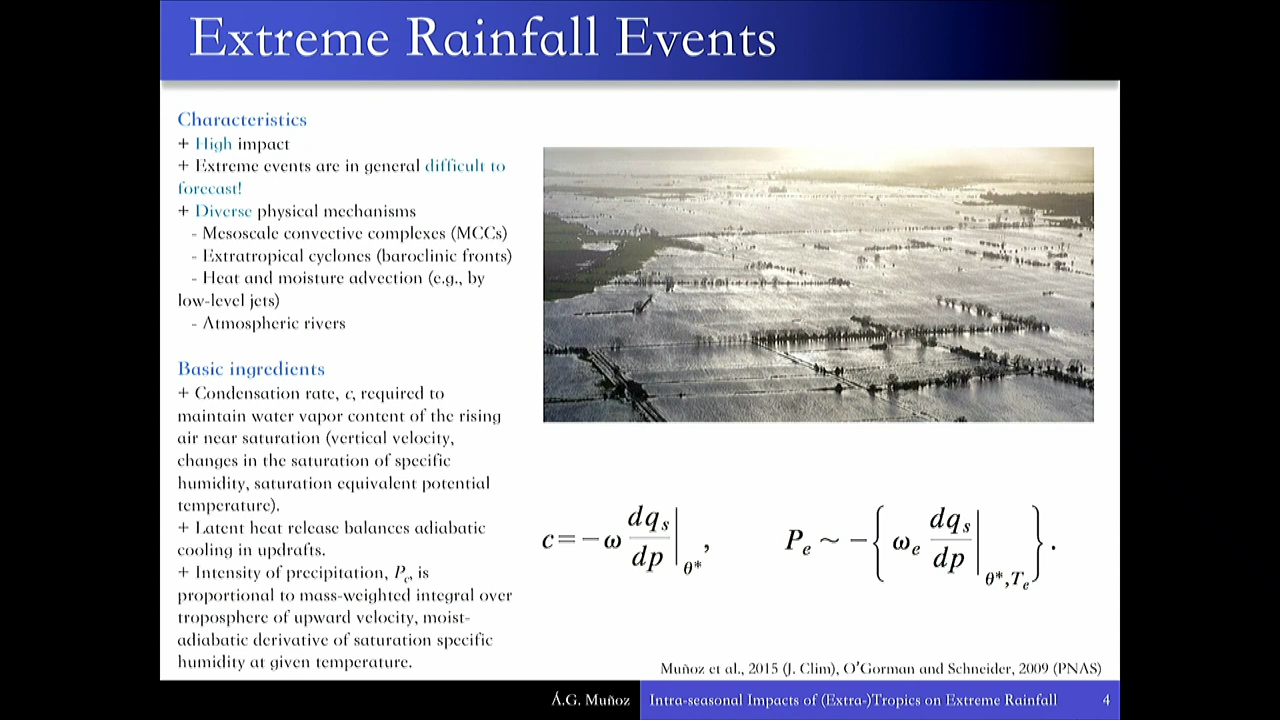 Extreme Rainfall Events
Characteristics
+ High impact
+ Extreme events are in general difficult to
forecast!
+ Diverse physical mechanisms
- Mesoscale convective complexes (MCCs)
- Extratropical cyclones (baroclinic fronts)
- Heat and moisture advection (e.g., by
low-level jets)
- Atmospheric rivers
Basic ingredients
+ Condensation rate, c, required to
maintain water vapor content of the rising
air near saturation (vertical velocity,
changes in the saturation of specific
humidity, saturation equivalent potential
temperature).
+ Latent heat release balances adiabatic
cooling in updrafts.
+ Intensity of precipitation, Pₑ, is
proportional to mass-weighted integral over
troposphere of upward velocity, moist-
adiabatic derivative of saturation specific
humidity at given temperature.
c = −ω dqₛ/dp |θ*,
Pₑ ~ −{ ωₑ dqₛ/dp |θ*,Tₑ }.
Muñoz et al., 2015 (J. Clim), O'Gorman and Schneider, 2009 (PNAS)
Á.G. Muñoz
Intra-seasonal Impacts of (Extra-)Tropics on Extreme Rainfall
4